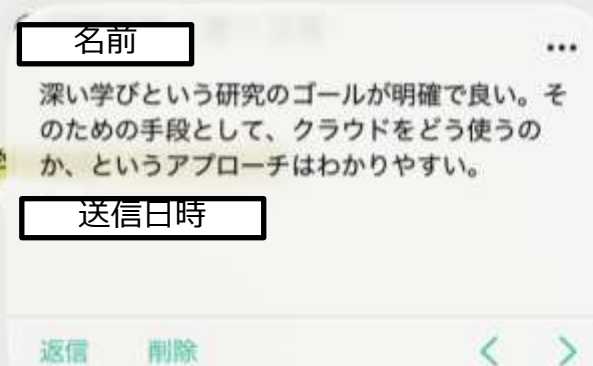 名前
深い学びという研究のゴールが明確で良い。そ
のための手段として、クラウドをどう使うの
か、というアプローチはわかりやすい。
送信日時
返信 削除